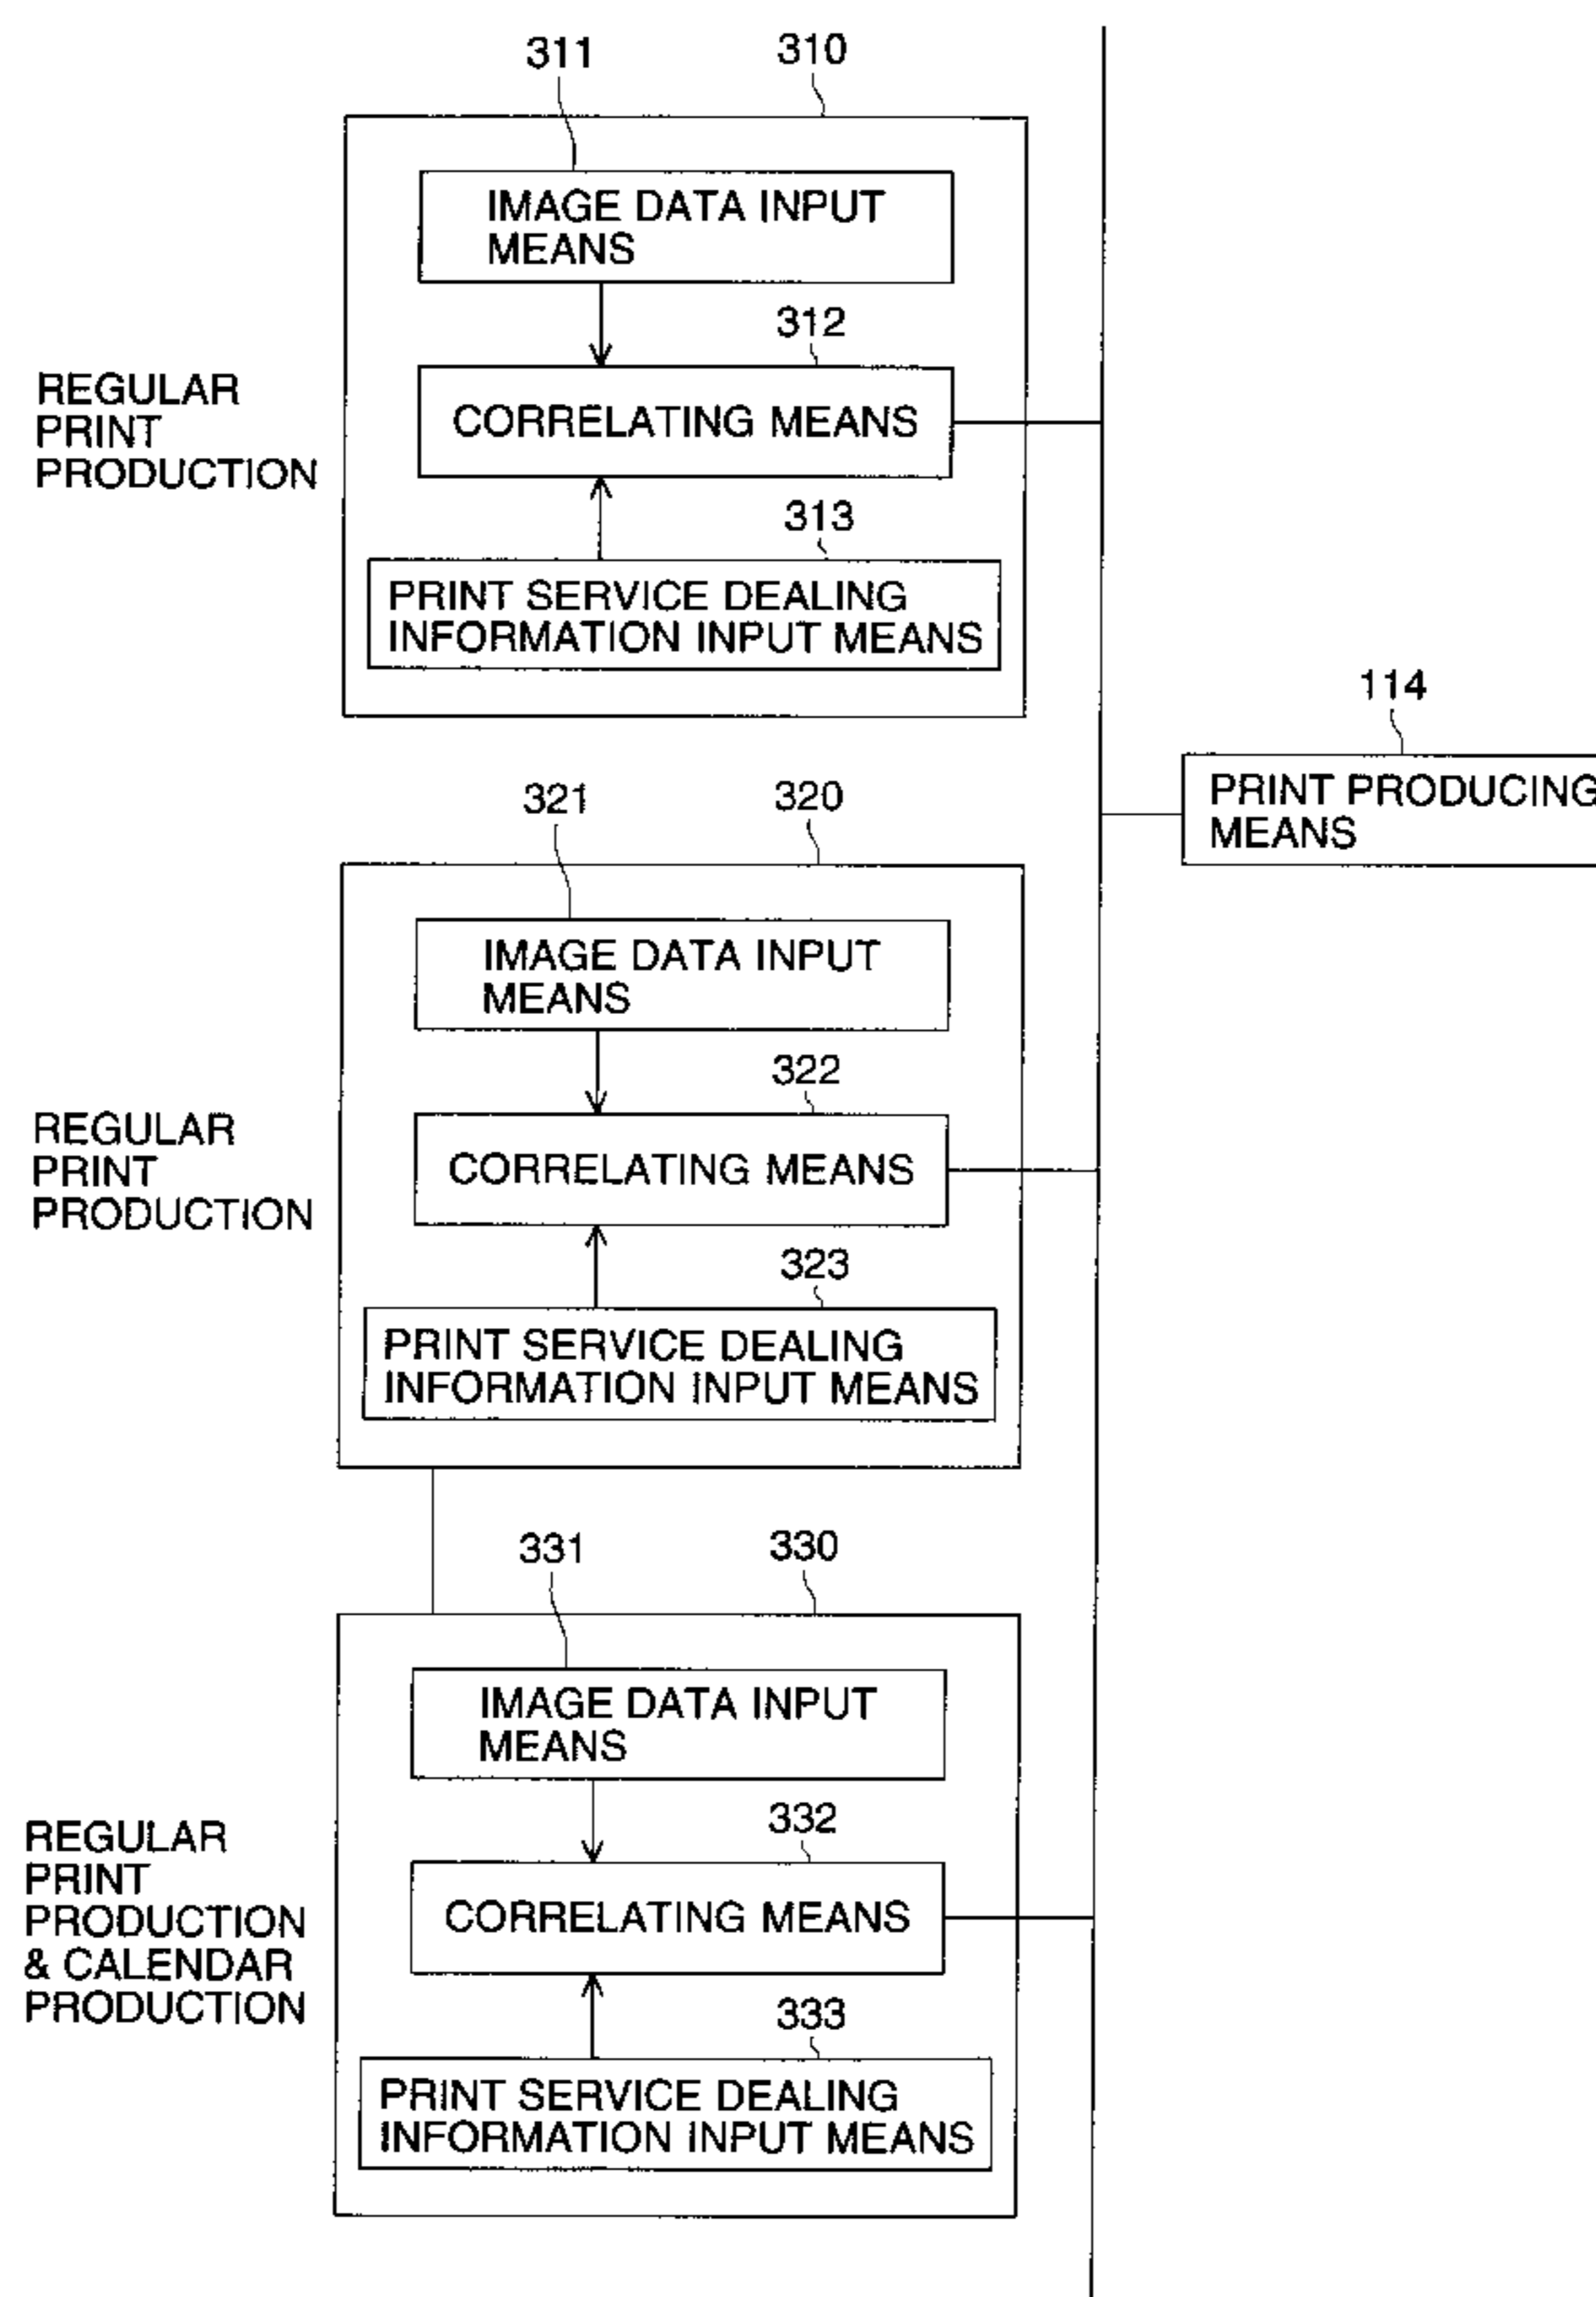 311
310
IMAGE DATA INPUT
MEANS
312
REGULAR
PRINT
PRODUCTION
CORRELATING MEANS
313
PRINT SERVICE DEALING
INFORMATION INPUT MEANS
114
PRINT PRODUCING
MEANS
321
320
IMAGE DATA INPUT
MEANS
322
REGULAR
PRINT
PRODUCTION
CORRELATING MEANS
323
PRINT SERVICE DEALING
INFORMATION INPUT MEANS
331
330
IMAGE DATA INPUT
MEANS
332
REGULAR
PRINT
PRODUCTION
& CALENDAR
PRODUCTION
CORRELATING MEANS
333
PRINT SERVICE DEALING
INFORMATION INPUT MEANS